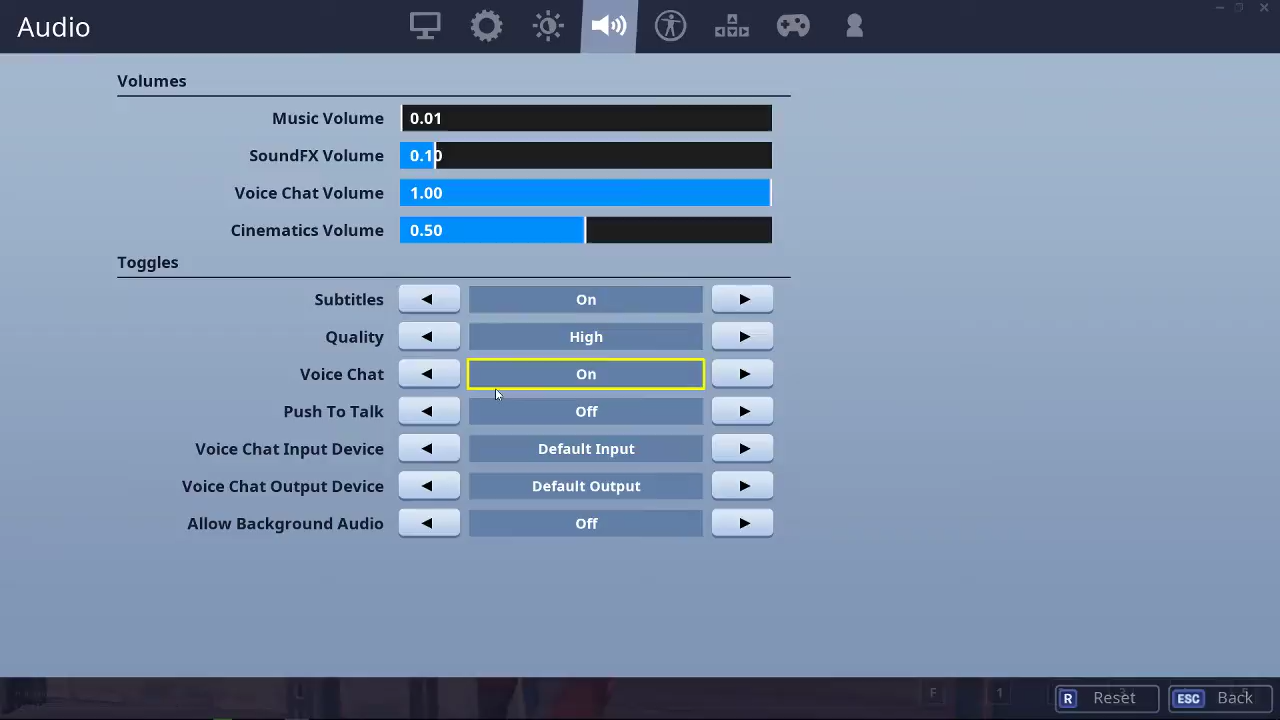 Audio
Volumes
Music Volume 0.01
SoundFX Volume 0.10
Voice Chat Volume 1.00
Cinematics Volume 0.50
Toggles
Subtitles ◀ On ▶
Quality ◀ High ▶
Voice Chat ◀ On ▶
Push To Talk ◀ Off ▶
Voice Chat Input Device ◀ Default Input ▶
Voice Chat Output Device ◀ Default Output ▶
Allow Background Audio ◀ Off ▶
L F 1 R Reset ESC Back